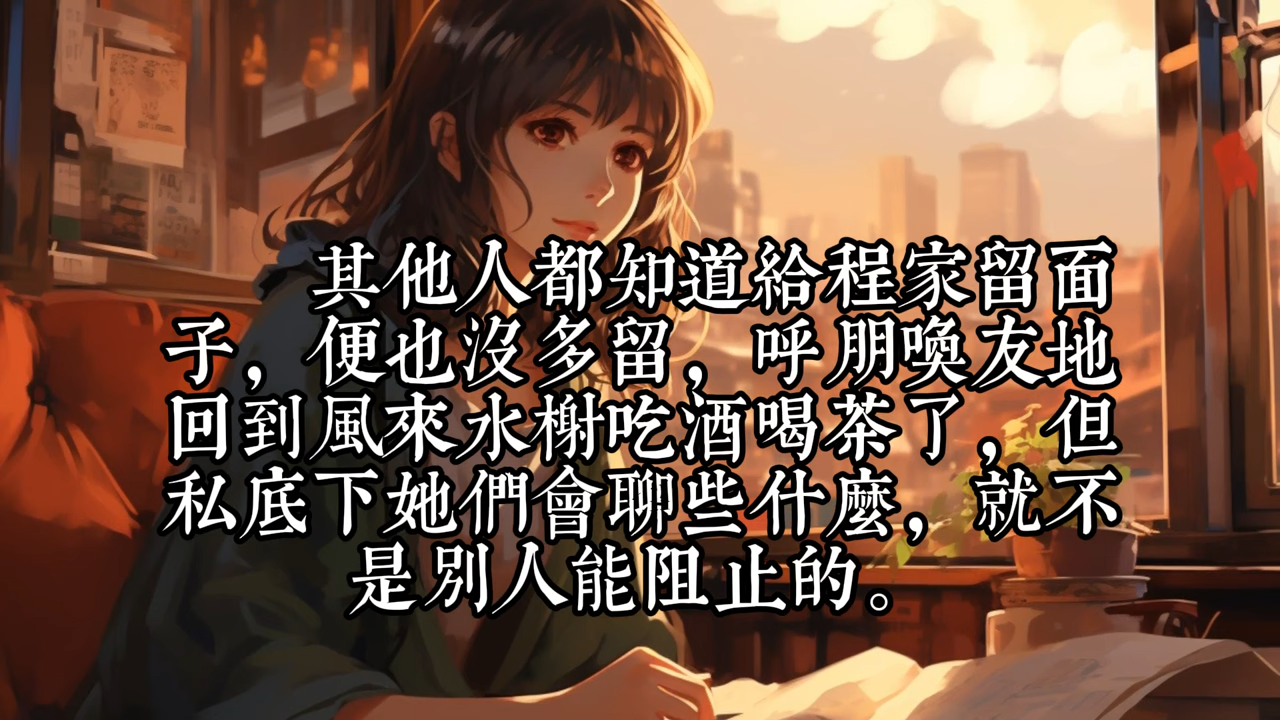 其他人都知道給程家留面
子，便也沒多留，呼朋喚友地
回到風來水榭吃酒喝茶了，但
私底下她們會聊些什麼，就不
是別人能阻止的。